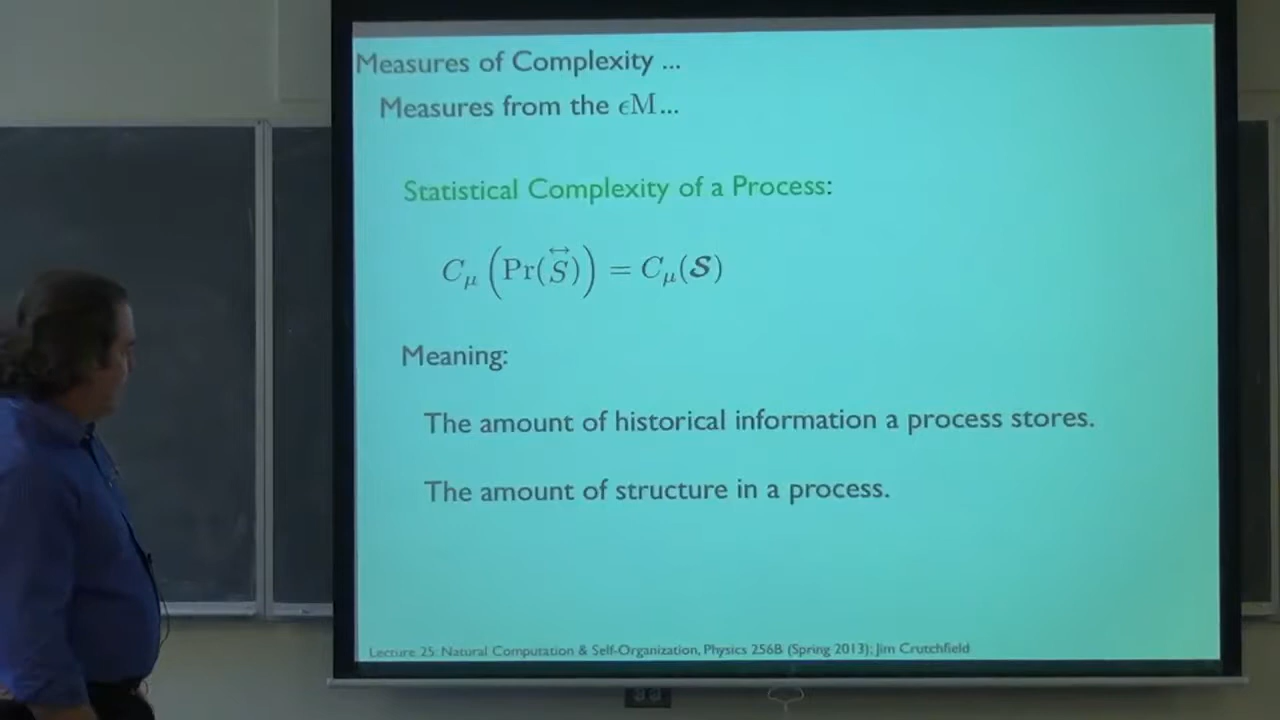 Measures of Complexity ...
Measures from the ϵM...
Statistical Complexity of a Process:
C_μ (Pr(S⃡)) = C_μ(𝓢)
Meaning:
The amount of historical information a process stores.
The amount of structure in a process.
Lecture 25: Natural Computation & Self-Organization, Physics 256B (Spring 2013); Jim Crutchfield